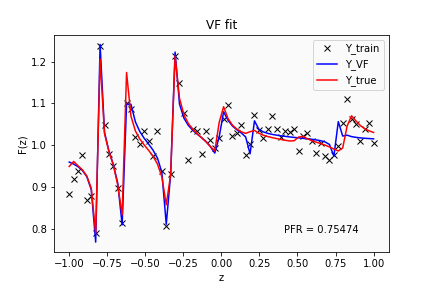 VF fit
F(z)
1.2
1.1
1.0
0.9
0.8
Y_train
Y_VF
Y_true
PFR = 0.75474
-1.00 -0.75 -0.50 -0.25 0.00 0.25 0.50 0.75 1.00
z